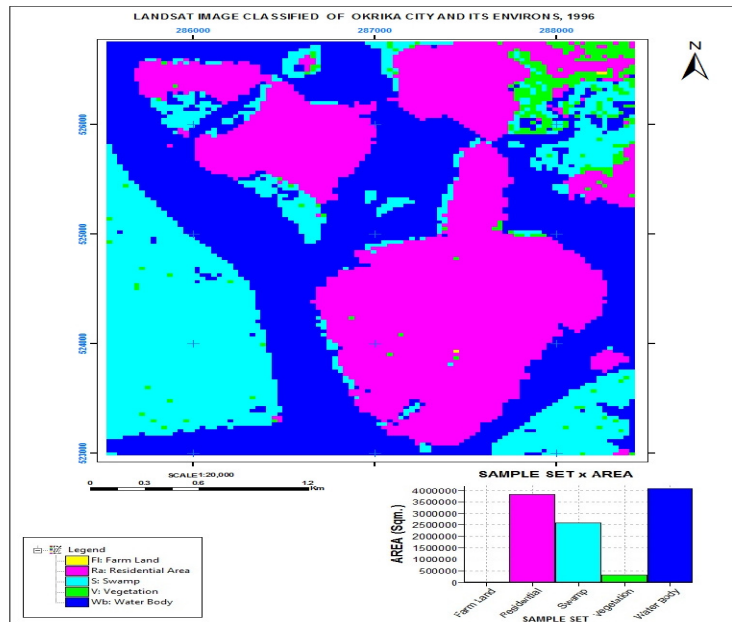 LANDSAT IMAGE CLASSIFIED OF OKRIKA CITY AND ITS ENVIRONS, 1996
286000 287000 288000
N
526000
525000
524000
523000
SCALE1:20,000
0 0.3 0.6 1.2
Km
SAMPLE SET x AREA
AREA (Sqm.)
4000000
3500000
3000000
2500000
2000000
1500000
1000000
500000
0
Farm Land
Residential
Swamp
Vegetation
Water Body
SAMPLE SET
Legend
Fl: Farm Land
Ra: Residential Area
S: Swamp
V: Vegetation
Wb: Water Body